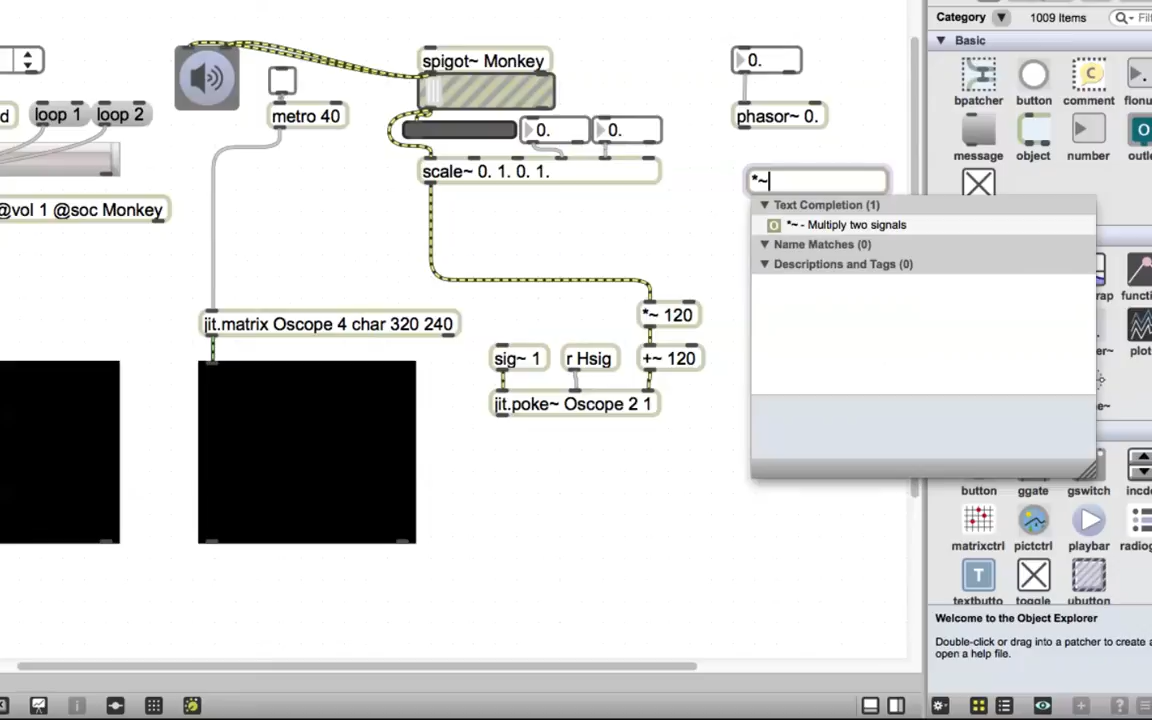 Category
1009 Items
Basic
bpatcher
button
comment
message
object
number
spigot~ Monkey
0.
loop 1
loop 2
metro 40
0.
0.
phasor~ 0.
scale~ 0. 1. 0. 1.
*~
@vol 1 @soc Monkey
Text Completion (1)
*~ - Multiply two signals
Name Matches (0)
Descriptions and Tags (0)
jit.matrix Oscope 4 char 320 240
*~ 120
sig~ 1
r Hsig
+~ 120
jit.poke~ Oscope 2 1
button
ggate
gswitch
matrixctrl
pictctrl
playbar
textbutto
toggle
ubutton
Welcome to the Object Explorer
Double-click or drag into a patcher to create a
open a help file.